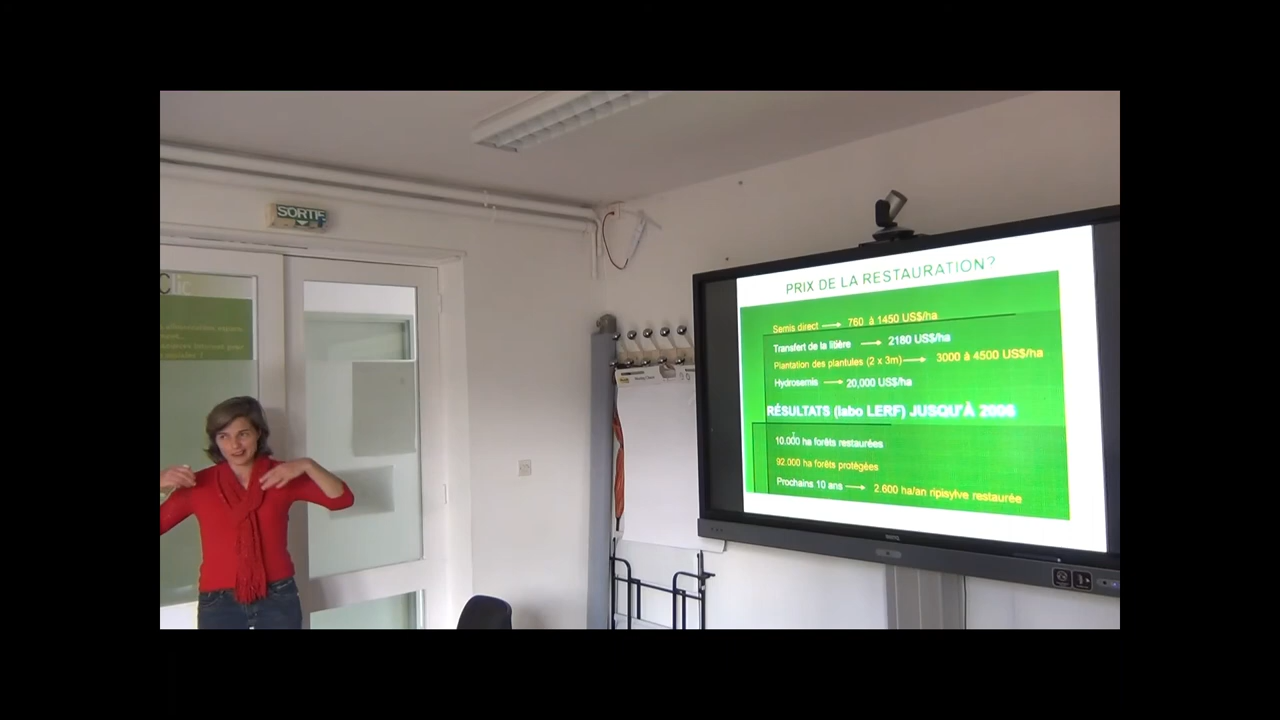 SORTIE
Clic
PRIX DE LA RESTAURATION?
Semis direct → 760 à 1450 US$/ha
Transfert de la litière → 2180 US$/ha
Plantation des plantules (2 x 3m) → 3000 à 4500 US$/ha
Hydrosemis → 20,000 US$/ha
RÉSULTATS (labo LERF) JUSQU'À 2006
10.000 ha forêts restaurées
92.000 ha forêts protégées
Prochains 10 ans → 2.600 ha/an ripisylve restaurée